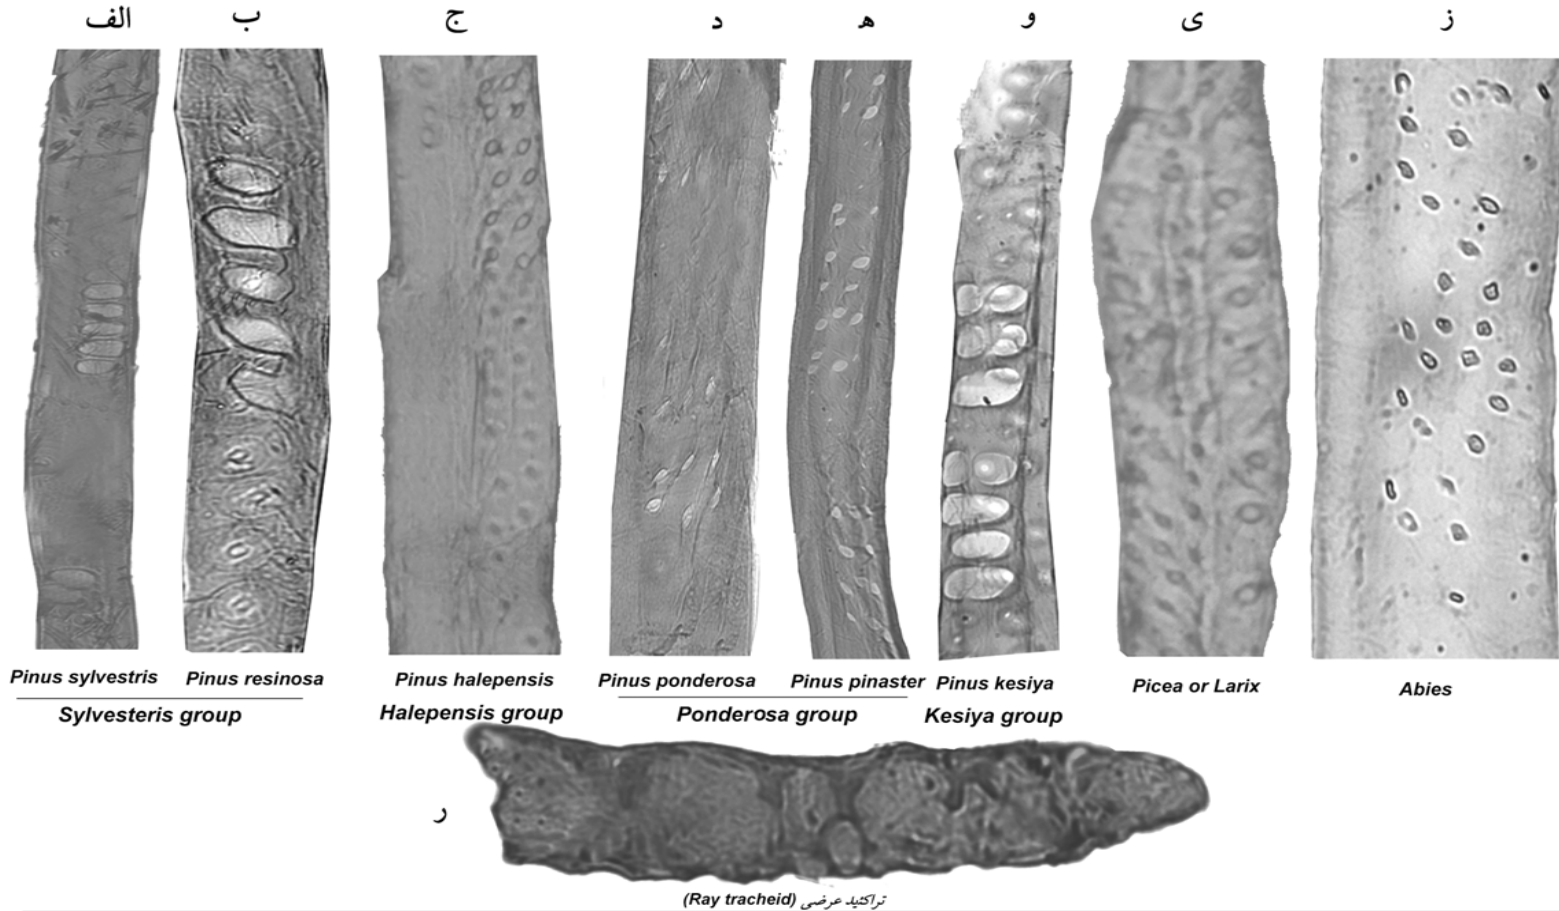 الف ب ج د ه و ی ز
Pinus sylvestris Pinus resinosa Pinus halepensis Pinus ponderosa Pinus pinaster Pinus kesiya Picea or Larix Abies
Sylvesteris group Halepensis group Ponderosa group Kesiya group
ر
تراکئید عرضی (Ray tracheid)